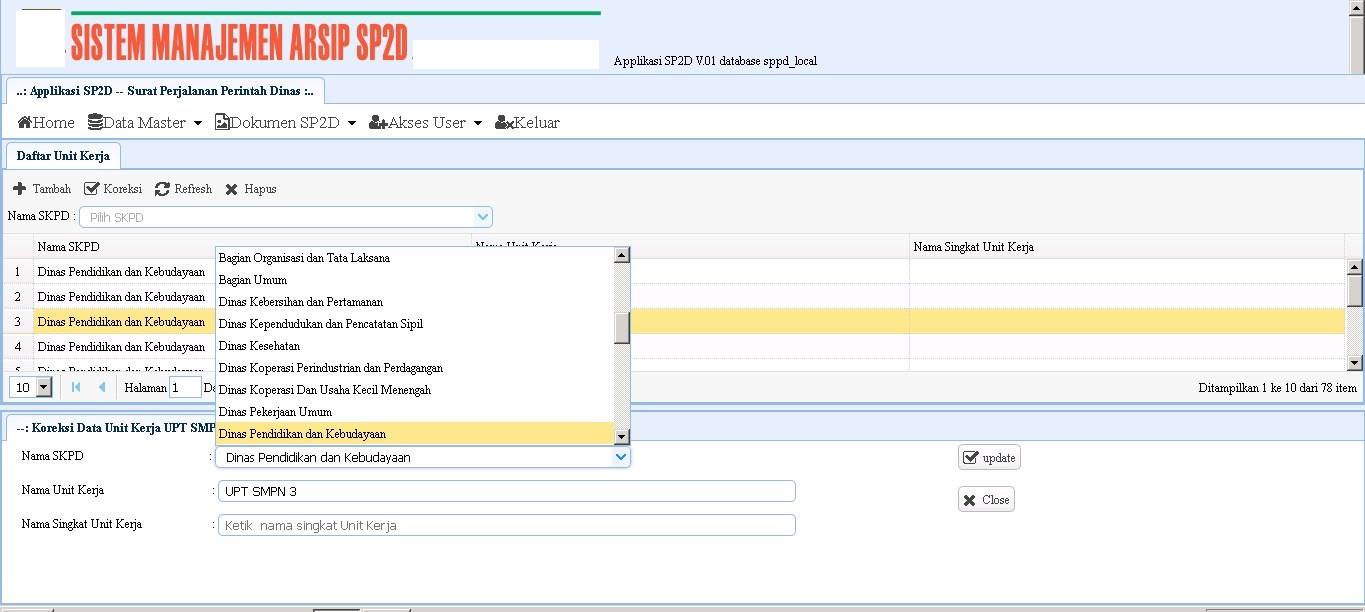 SISTEM MANAJEMEN ARSIP SP2D
Applikasi SP2D V.01 database sppd_local
..: Applikasi SP2D -- Surat Perjalanan Perintah Dinas :..
Home Data Master Dokumen SP2D Akses User Keluar
Daftar Unit Kerja
Tambah Koreksi Refresh Hapus
Nama SKPD : Pilih SKPD
Nama SKPD Nama Unit Kerja Nama Singkat Unit Kerja
1 Dinas Pendidikan dan Kebudayaan
2 Dinas Pendidikan dan Kebudayaan
3 Dinas Pendidikan dan Kebudayaan
4 Dinas Pendidikan dan Kebudayaan
5 Dinas Pendidikan dan Kebudayaan
Bagian Organisasi dan Tata Laksana
Bagian Umum
Dinas Kebersihan dan Pertamanan
Dinas Kependudukan dan Pencatatan Sipil
Dinas Kesehatan
Dinas Koperasi Perindustrian dan Perdagangan
Dinas Koperasi Dan Usaha Kecil Menengah
Dinas Pekerjaan Umum
Dinas Pendidikan dan Kebudayaan
10 Halaman 1 Da Ditampilkan 1 ke 10 dari 78 item
--: Koreksi Data Unit Kerja UPT SMP
Nama SKPD : Dinas Pendidikan dan Kebudayaan update
Nama Unit Kerja : UPT SMPN 3 Close
Nama Singkat Unit Kerja : Ketik nama singkat Unit Kerja